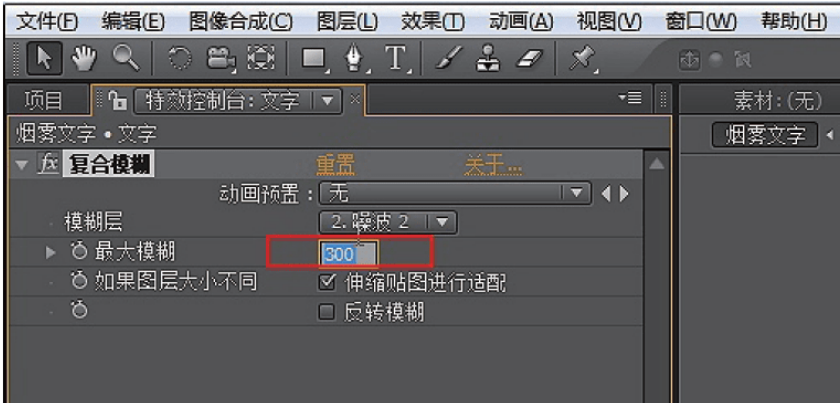 文件(F) 编辑(E) 图像合成(C) 图层(L) 效果(T) 动画(A) 视图(V) 窗口(W) 帮助(H)
项目 特效控制台:文字 素材:(无)
烟雾文字 • 文字 烟雾文字
fx 复合模糊 重置 关于...
动画预置: 无
模糊层 2. 噪波 2
最大模糊 300
如果图层大小不同 伸缩贴图进行适配
反转模糊